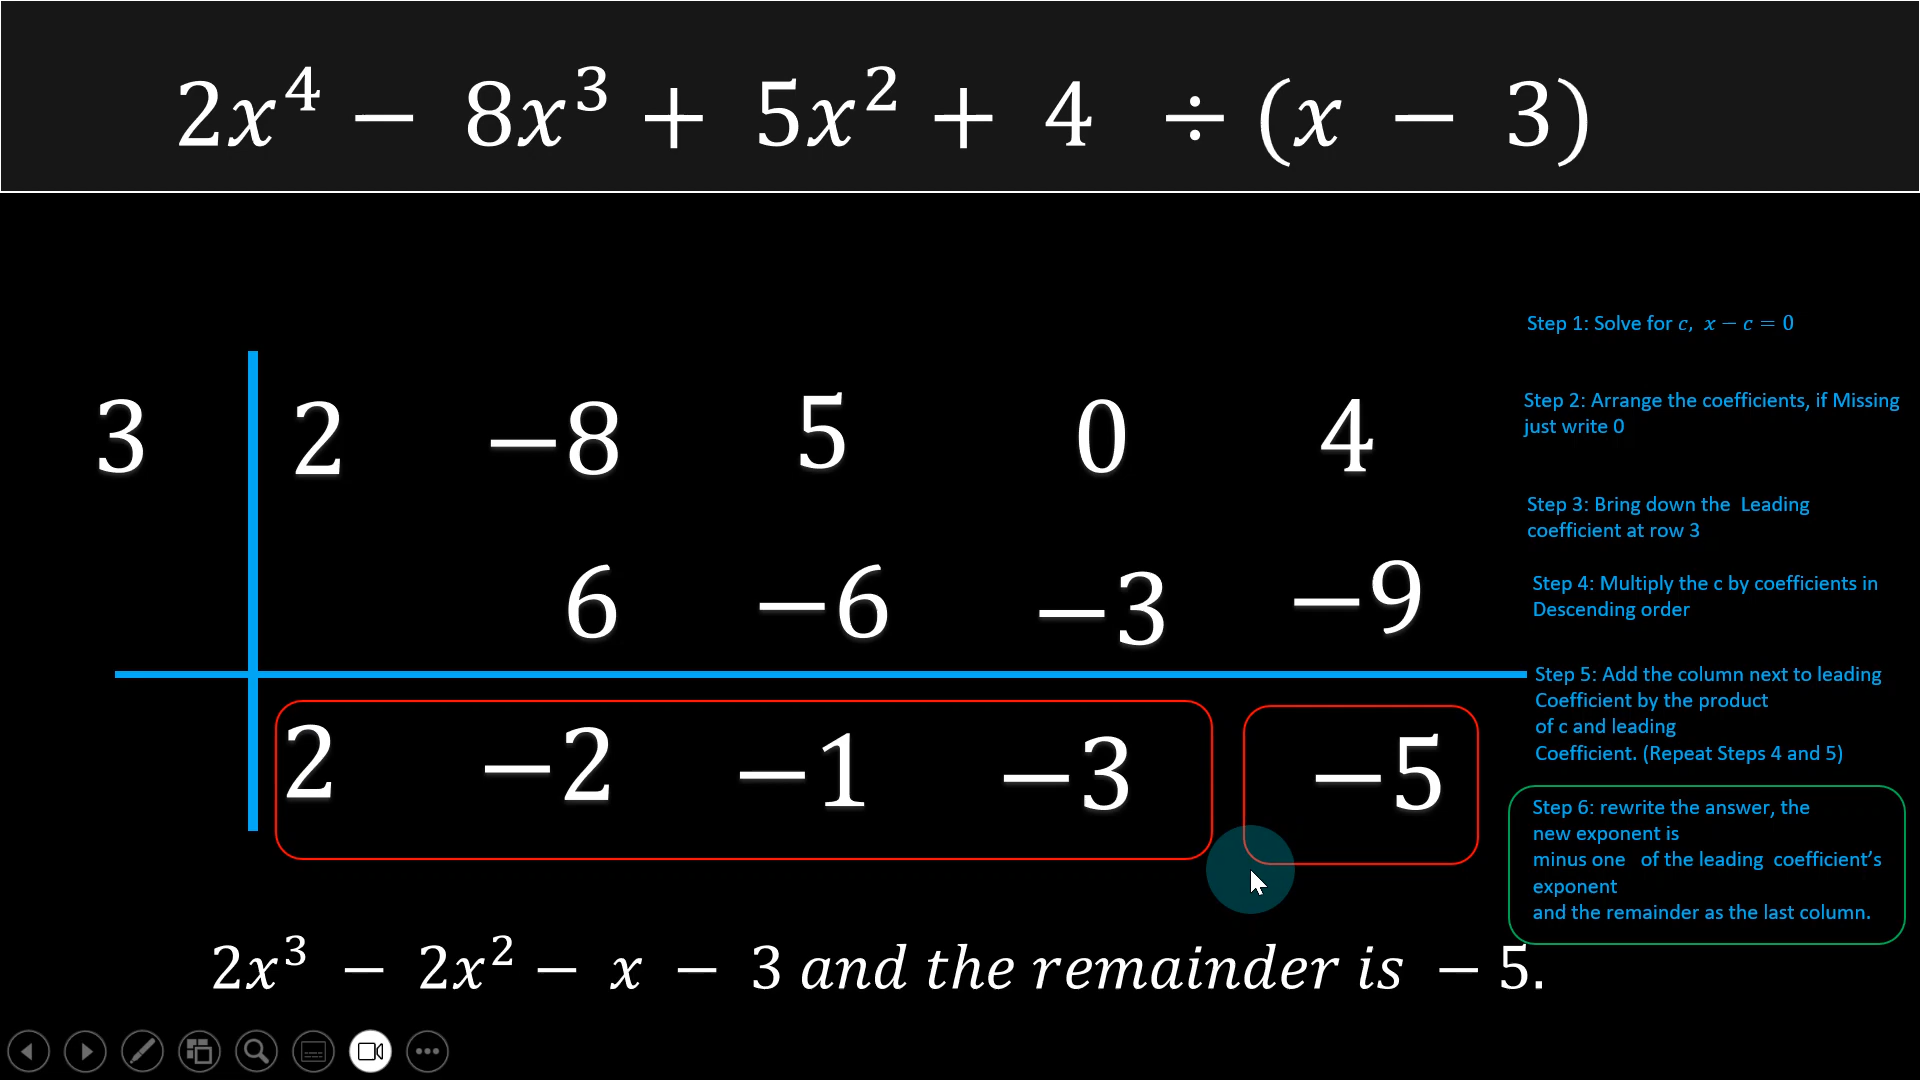 2x⁴ − 8x³ + 5x² + 4 ÷ (x − 3)
3 2 −8 5 0 4
6 −6 −3 −9
2 −2 −1 −3 −5
2x³ − 2x² − x − 3 and the remainder is − 5.
Step 1: Solve for c, x − c = 0
Step 2: Arrange the coefficients, if Missing
just write 0
Step 3: Bring down the Leading
coefficient at row 3
Step 4: Multiply the c by coefficients in
Descending order
Step 5: Add the column next to leading
Coefficient by the product
of c and leading
Coefficient. (Repeat Steps 4 and 5)
Step 6: rewrite the answer, the
new exponent is
minus one of the leading coefficient’s
exponent
and the remainder as the last column.